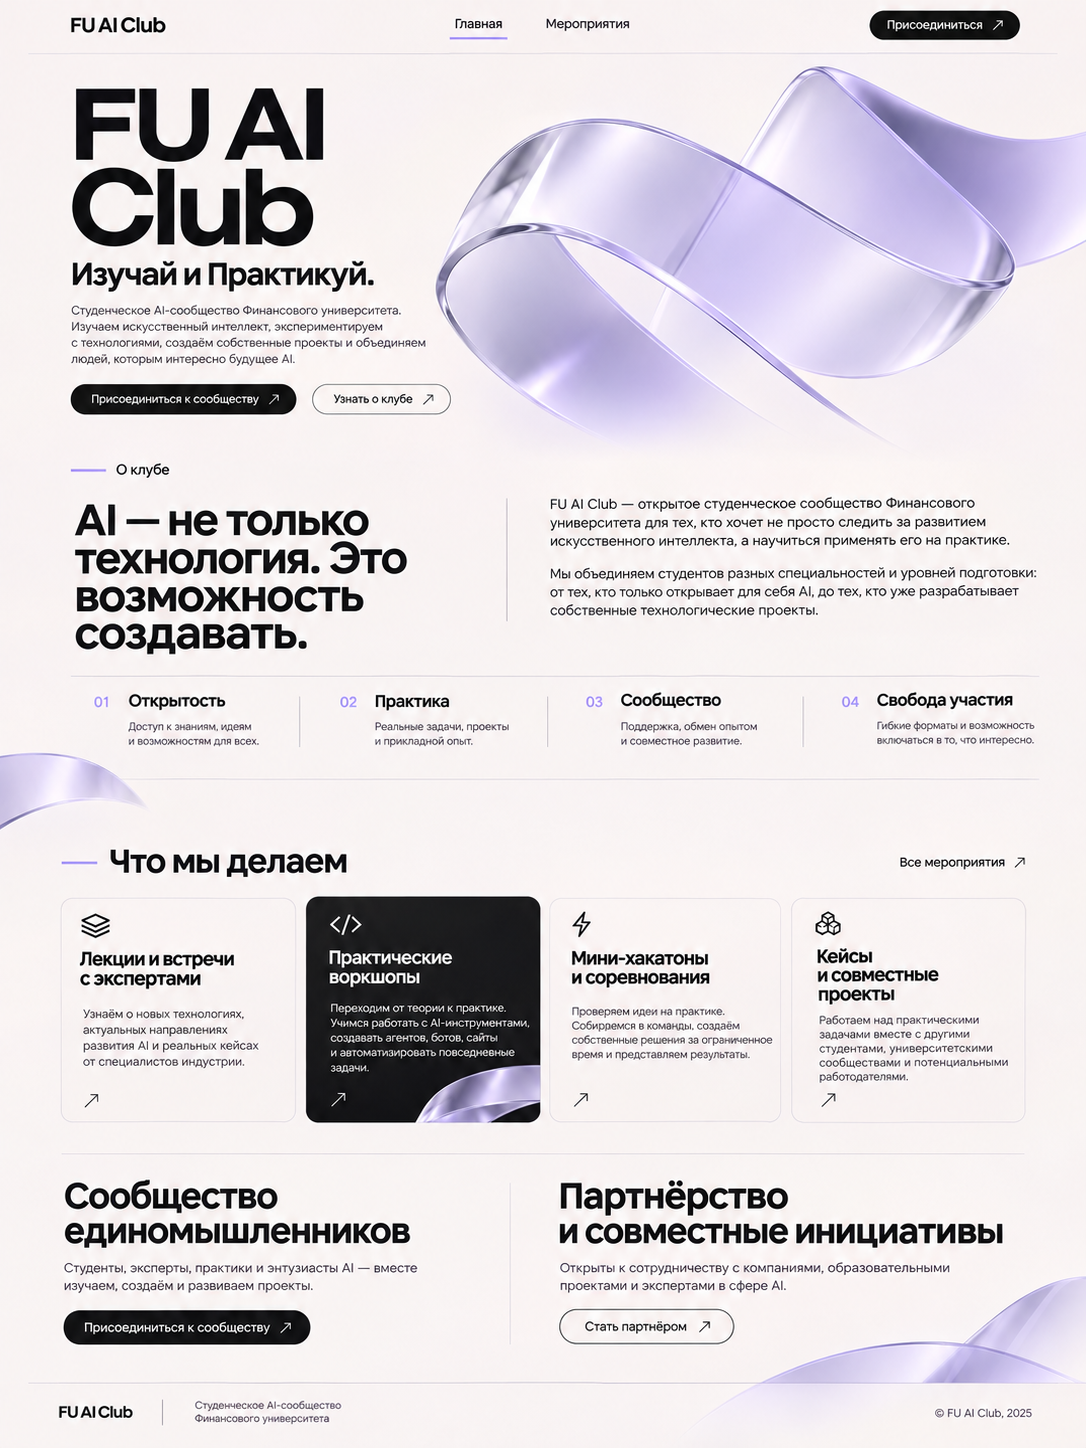 FU AI Club
Главная
Мероприятия
Присоединиться
FU AI
Club
Изучай и Практикуй.
Студенческое AI-сообщество Финансового университета.
Изучаем искусственный интеллект, экспериментируем
с технологиями, создаём собственные проекты и объединяем
людей, которым интересно будущее AI.
Присоединиться к сообществу
Узнать о клубе
О клубе
AI — не только
технология. Это
возможность
создавать.
FU AI Club — открытое студенческое сообщество Финансового
университета для тех, кто хочет не просто следить за развитием
искусственного интеллекта, а научиться применять его на практике.
Мы объединяем студентов разных специальностей и уровней подготовки:
от тех, кто только открывает для себя AI, до тех, кто уже разрабатывает
собственные технологические проекты.
01
Открытость
Доступ к знаниям, идеям
и возможностям для всех.
02
Практика
Реальные задачи, проекты
и прикладной опыт.
03
Сообщество
Поддержка, обмен опытом
и совместное развитие.
04
Свобода участия
Гибкие форматы и возможность
включаться в то, что интересно.
Что мы делаем
Все мероприятия
Лекции и встречи
с экспертами
Узнаём о новых технологиях,
актуальных направлениях
развития AI и реальных кейсах
от специалистов индустрии.
Практические
воркшопы
Переходим от теории к практике.
Учимся работать с AI-инструментами,
создавать агентов, ботов, сайты
и автоматизировать повседневные
задачи.
Мини-хакатоны
и соревнования
Проверяем идеи на практике.
Собирремся в команды, создаём
собственные решения за ограниченное
время и представляем результаты.
Кейсы
и совместные
проекты
Работаем над практическими
задачами вместе с другими
студентами, университетскими
сообществами и потенциальными
работодателями.
Сообщество
единомышленников
Студенты, эксперты, практики и энтузиасты AI — вместе
изучаем, создаём и развиваем проекты.
Присоединиться к сообществу
Партнёрство
и совместные инициативы
Открыты к сотрудничеству с компаниями, образовательными
проектами и экспертами в сфере AI.
Стать партнёром
FU AI Club
Студенческое AI-сообщество
Финансового университета
© FU AI Club, 2025